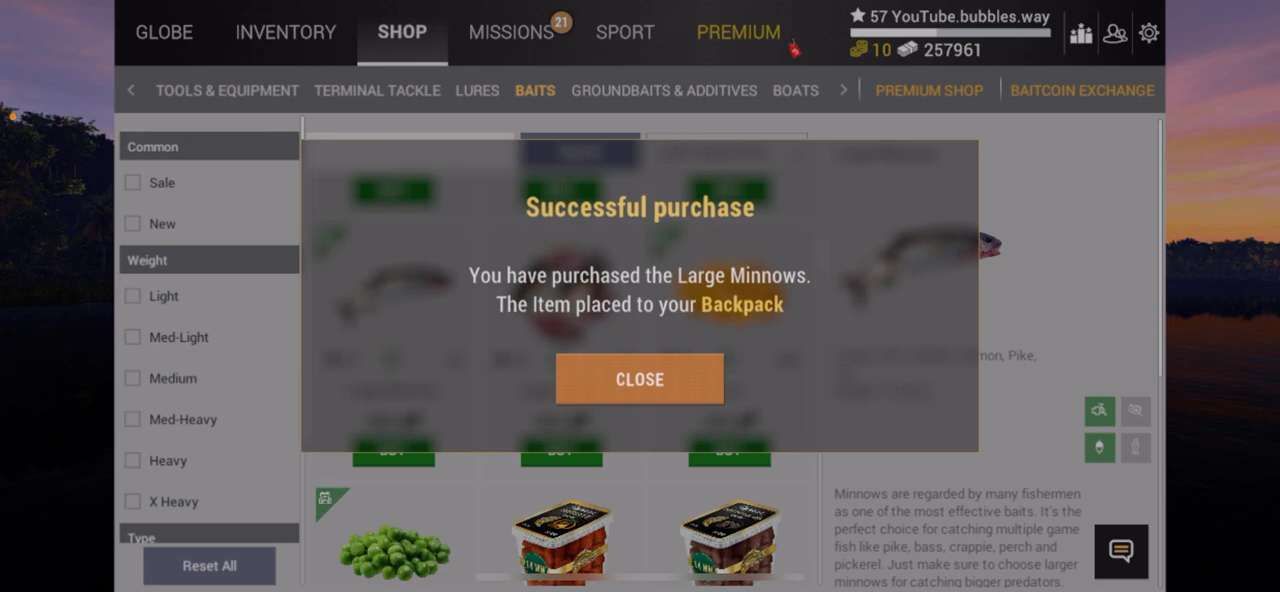 GLOBE
INVENTORY
SHOP
MISSIONS
21
SPORT
PREMIUM
57 YouTube.bubbles.way
10
257961
TOOLS & EQUIPMENT
TERMINAL TACKLE
LURES
BAITS
GROUNDBAITS & ADDITIVES
BOATS
PREMIUM SHOP
BAITCOIN EXCHANGE
Common
Sale
New
Weight
Light
Med-Light
Medium
Med-Heavy
Heavy
X Heavy
Type
Reset All
Successful purchase
You have purchased the Large Minnows.
The Item placed to your Backpack
CLOSE
Pike,
Minnows are regarded by many fishermen
as one of the most effective baits. It's the
perfect choice for catching multiple game
fish like pike, bass, crappie, perch and
pickerel. Just make sure to choose larger
minnows for catching bigger predators.